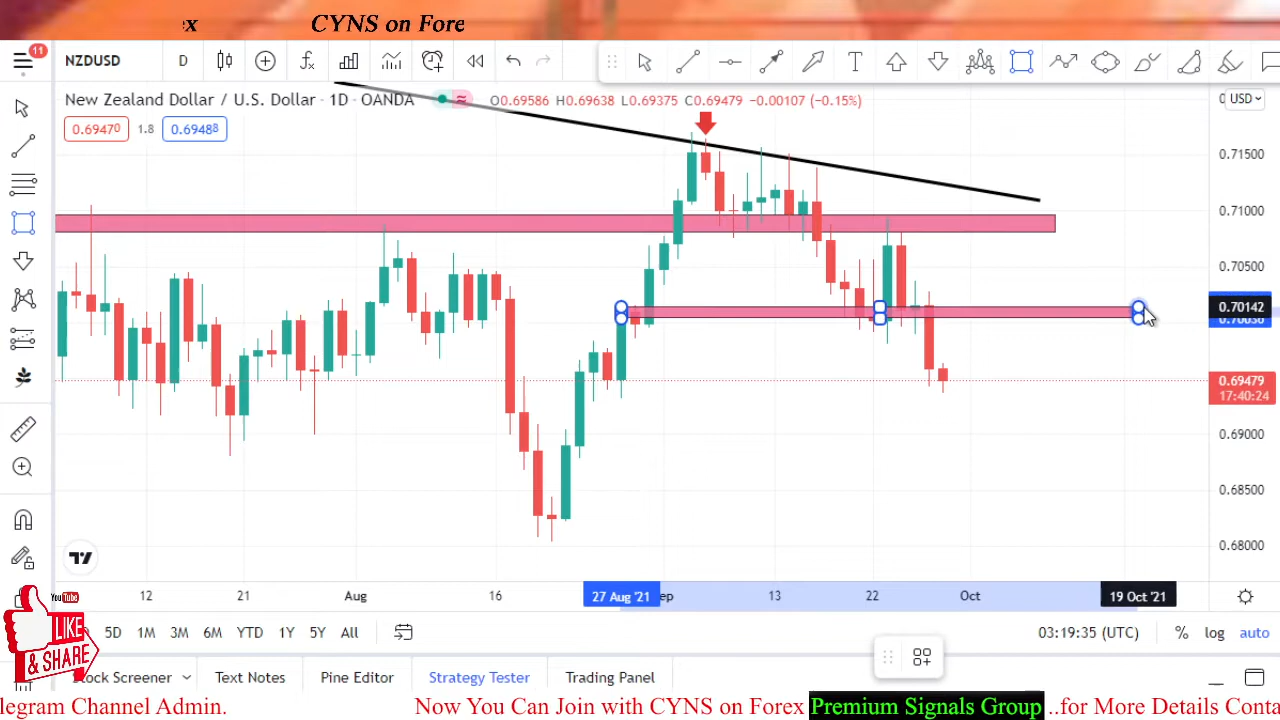 x CYNS on Fore
11
NZDUSD D
New Zealand Dollar / U.S. Dollar · 1D · OANDA O0.69586 H0.69638 L0.69375 C0.69479 −0.00107 (−0.15%)
USD
0.69470 1.8 0.69488
0.71500
0.71000
0.70500
0.70142
0.69479
17:40:24
0.69000
0.68500
0.68000
12 Aug 16 27 Aug '21 ep 13 22 Oct 19 Oct '21
YouTube
LIKE
& SHARE
5D 1M 3M 6M YTD 1Y 5Y All 03:19:35 (UTC) % log auto
tock Screener Text Notes Pine Editor Strategy Tester Trading Panel
legram Channel Admin. Now You Can Join with CYNS on Forex Premium Signals Group ..for More Details Conta